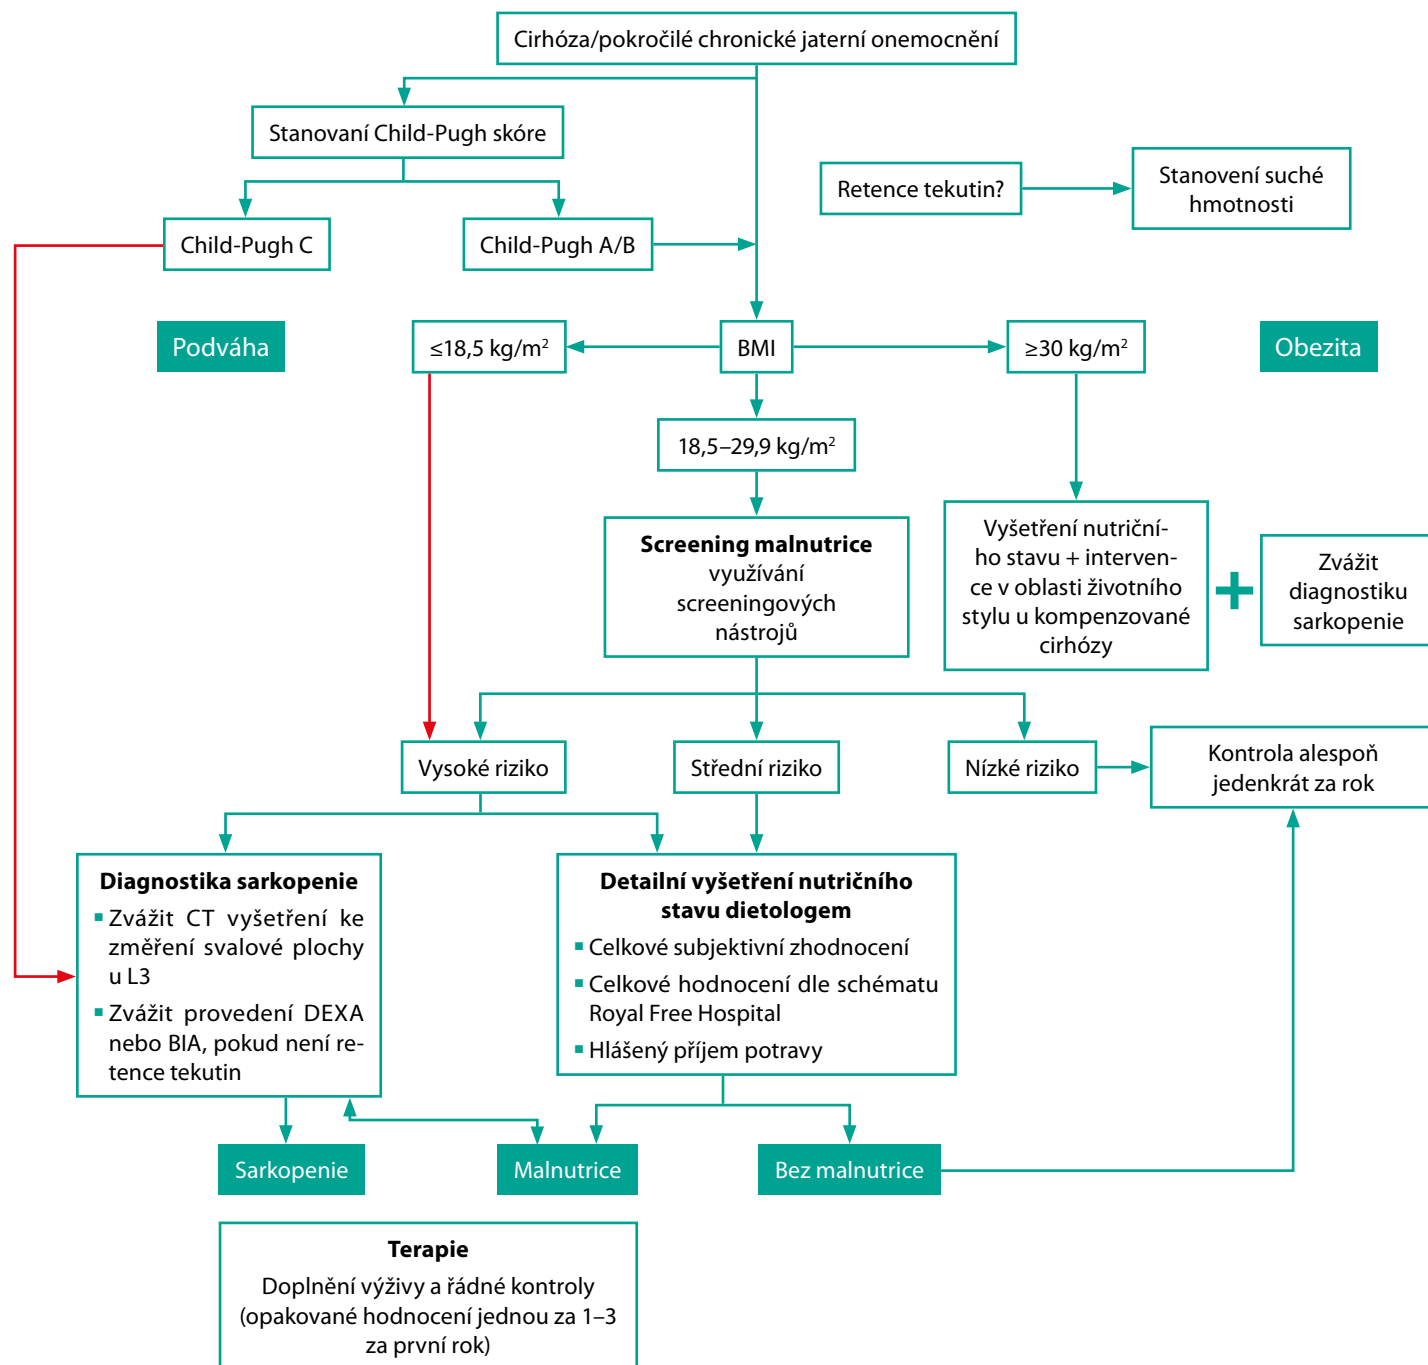 Cirhóza/pokročilé chronické jaterní onemocnění
Stanovaní Child-Pugh skóre
Retence tekutin?
Stanovení suché
hmotnosti
Child-Pugh C
Child-Pugh A/B
Podváha
≤18,5 kg/m²
BMI
≥30 kg/m²
Obezita
18,5–29,9 kg/m²
Screening malnutrice
využívání
screeningových
nástrojů
Vyšetření nutriční-
ho stavu + interven-
ce v oblasti životního
stylu u kompenzované
cirhózy
+
Zvážit
diagnostiku
sarkopenie
Vysoké riziko
Střední riziko
Nízké riziko
Kontrola alespoň
jedenkrát za rok
Diagnostika sarkopenie
▪ Zvážit CT vyšetření ke
změření svalové plochy
u L3
▪ Zvážit provedení DEXA
nebo BIA, pokud není re-
tence tekutin
Detailní vyšetření nutričního
stavu dietologem
▪ Celkové subjektivní zhodnocení
▪ Celkové hodnocení dle schématu
Royal Free Hospital
▪ Hlášený příjem potravy
Sarkopenie
Malnutrice
Bez malnutrice
Terapie
Doplnění výživy a řádné kontroly
(opakované hodnocení jednou za 1–3
za první rok)